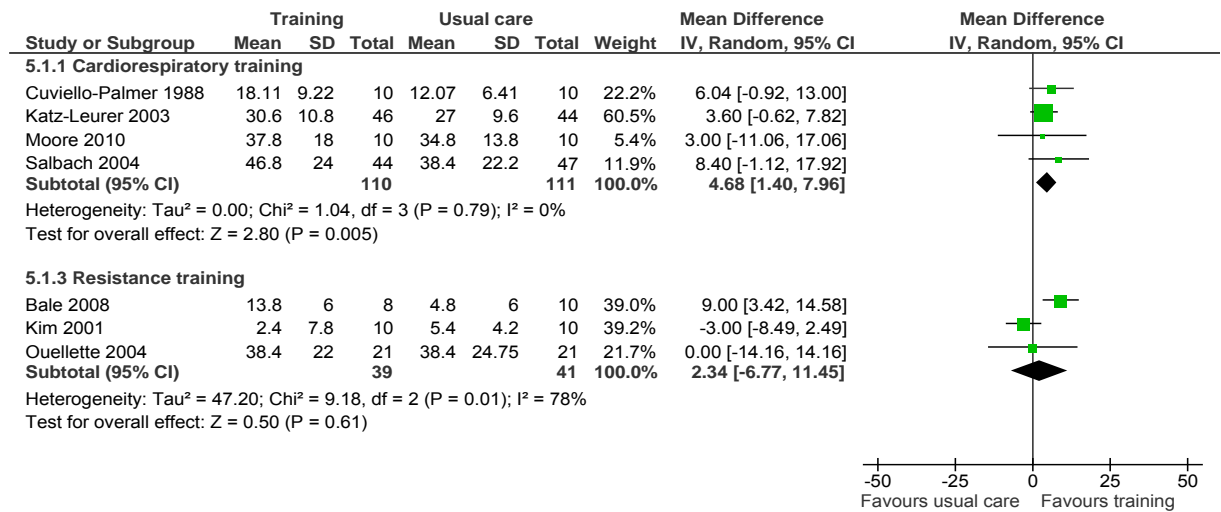 Training Usual care Mean Difference Mean Difference
Study or Subgroup Mean SD Total Mean SD Total Weight IV, Random, 95% CI IV, Random, 95% CI
5.1.1 Cardiorespiratory training
Cuviello-Palmer 1988 18.11 9.22 10 12.07 6.41 10 22.2% 6.04 [-0.92, 13.00]
Katz-Leurer 2003 30.6 10.8 46 27 9.6 44 60.5% 3.60 [-0.62, 7.82]
Moore 2010 37.8 18 10 34.8 13.8 10 5.4% 3.00 [-11.06, 17.06]
Salbach 2004 46.8 24 44 38.4 22.2 47 11.9% 8.40 [-1.12, 17.92]
Subtotal (95% CI) 110 111 100.0% 4.68 [1.40, 7.96]
Heterogeneity: Tau² = 0.00; Chi² = 1.04, df = 3 (P = 0.79); I² = 0%
Test for overall effect: Z = 2.80 (P = 0.005)
5.1.3 Resistance training
Bale 2008 13.8 6 8 4.8 6 10 39.0% 9.00 [3.42, 14.58]
Kim 2001 2.4 7.8 10 5.4 4.2 10 39.2% -3.00 [-8.49, 2.49]
Ouellette 2004 38.4 22 21 38.4 24.75 21 21.7% 0.00 [-14.16, 14.16]
Subtotal (95% CI) 39 41 100.0% 2.34 [-6.77, 11.45]
Heterogeneity: Tau² = 47.20; Chi² = 9.18, df = 2 (P = 0.01); I² = 78%
Test for overall effect: Z = 0.50 (P = 0.61)
-50 -25 0 25 50
Favours usual care Favours training